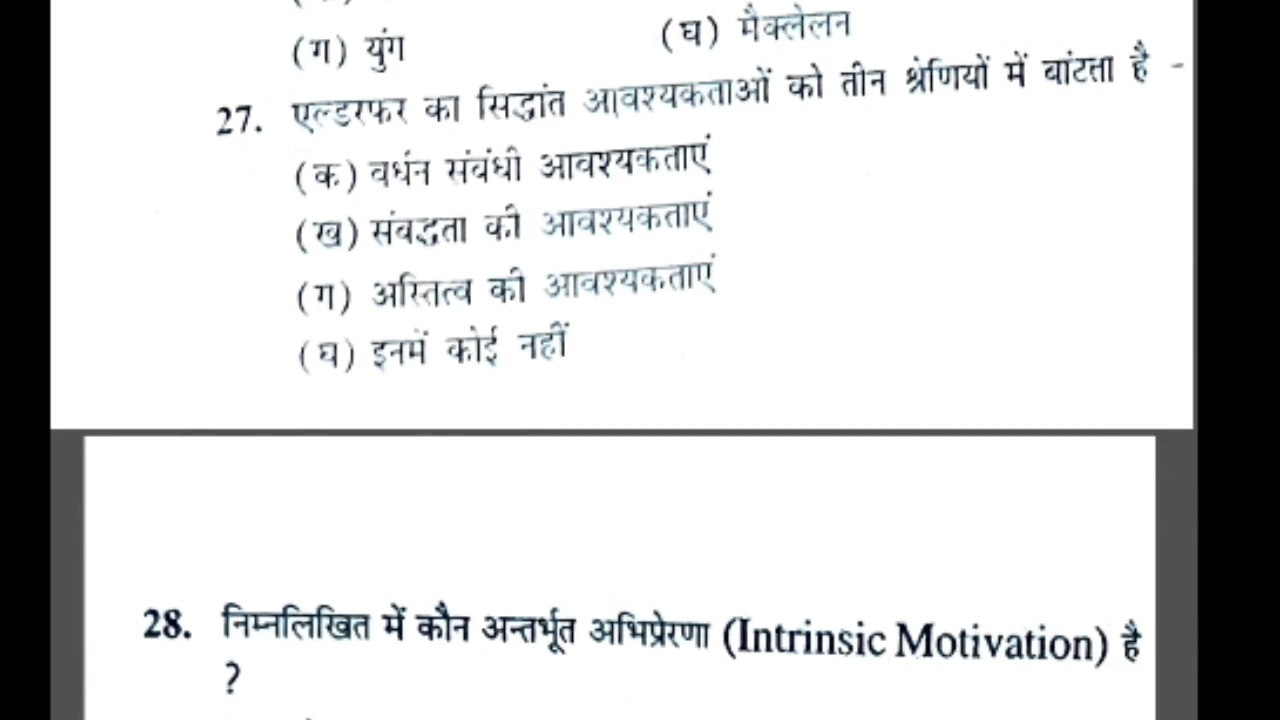 (ग) युंग (घ) मैक्लेलन
27. एल्डरफर का सिद्धांत आवश्यकताओं को तीन श्रेणियों में बांटता है -
(क) वर्धन संबंधी आवश्यकताएं
(ख) संबद्धता की आवश्यकताएं
(ग) अस्तित्व की आवश्यकताएं
(घ) इनमें कोई नहीं
28. निम्नलिखित में कौन अन्तर्भूत अभिप्रेरणा (Intrinsic Motivation) है
?